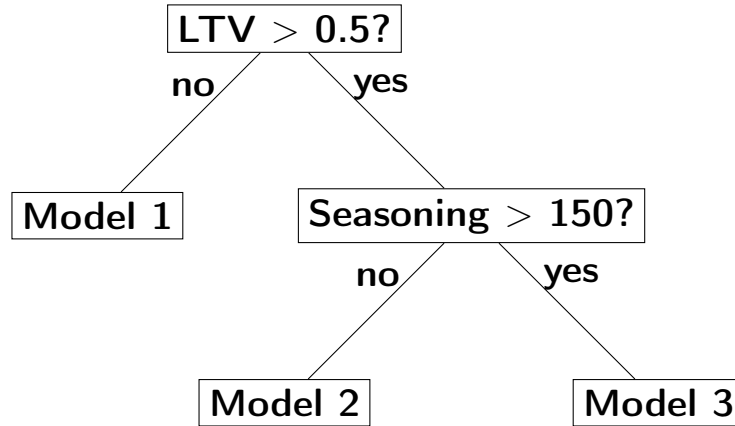 LTV > 0.5?
no
yes
Model 1
Seasoning > 150?
no
yes
Model 2
Model 3